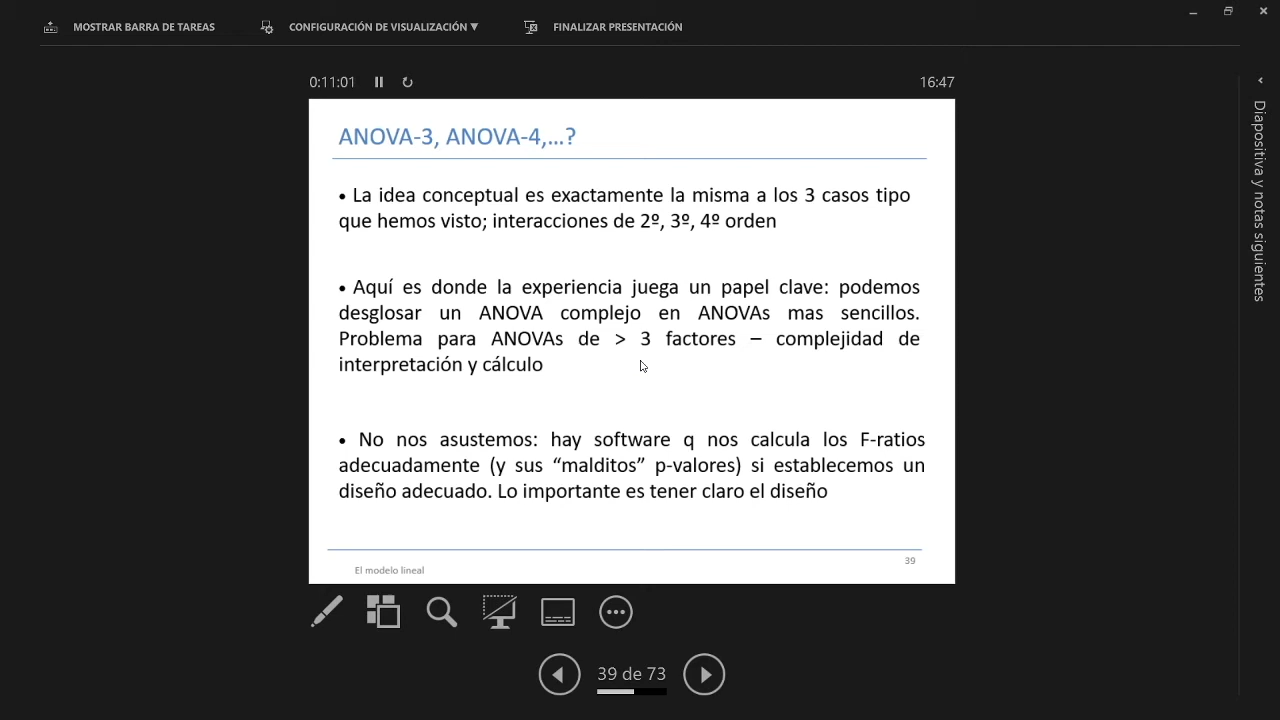 MOSTRAR BARRA DE TAREAS
CONFIGURACIÓN DE VISUALIZACIÓN ▼
FINALIZAR PRESENTACIÓN
0:11:01
16:47
ANOVA-3, ANOVA-4,...?
• La idea conceptual es exactamente la misma a los 3 casos tipo
que hemos visto; interacciones de 2º, 3º, 4º orden
• Aquí es donde la experiencia juega un papel clave: podemos
desglosar un ANOVA complejo en ANOVAs mas sencillos.
Problema para ANOVAs de > 3 factores – complejidad de
interpretación y cálculo
• No nos asustemos: hay software q nos calcula los F-ratios
adecuadamente (y sus “malditos” p-valores) si establecemos un
diseño adecuado. Lo importante es tener claro el diseño
El modelo lineal
39
39 de 73
Diapositiva y notas siguientes